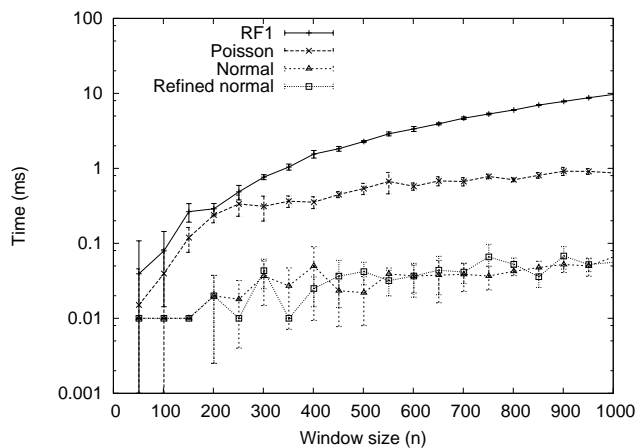 100
10
1
0.1
0.01
0.001
Time (ms)
RF1
Poisson
Normal
Refined normal
0 100 200 300 400 500 600 700 800 900 1000
Window size (n)